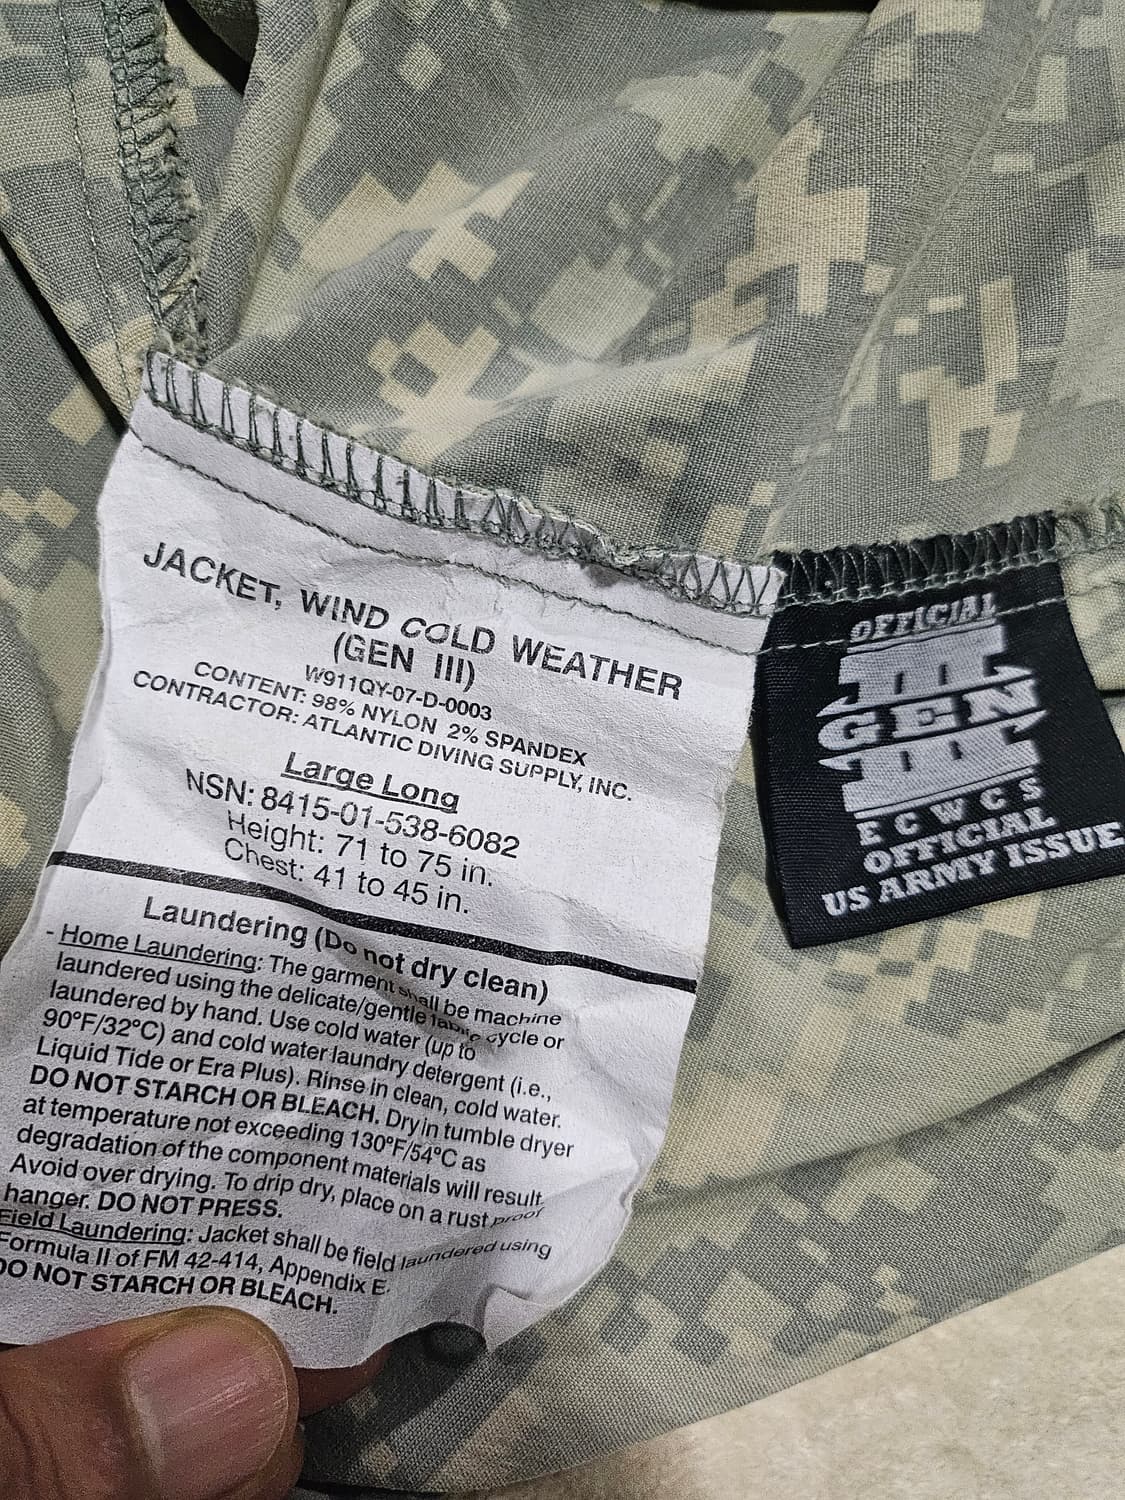 JACKET, WIND COLD WEATHER
(GEN III)
W911QY-07-D-0003
CONTENT: 98% NYLON 2% SPANDEX
CONTRACTOR: ATLANTIC DIVING SUPPLY, INC.
Large Long
NSN: 8415-01-538-6082
Height: 71 to 75 in.
Chest: 41 to 45 in.
Laundering (Do not dry clean)
- Home Laundering: The garment shall be machine
laundered using the delicate/gentle fabric cycle or
laundered by hand. Use cold water (up to
90°F/32°C) and cold water laundry detergent (i.e.,
Liquid Tide or Era Plus). Rinse in clean, cold water.
DO NOT STARCH OR BLEACH. Dry in tumble dryer
at temperature not exceeding 130°F/54°C as
degradation of the component materials will result.
Avoid over drying. To drip dry, place on a rust proof
hanger. DO NOT PRESS.
Field Laundering: Jacket shall be field laundered using
Formula II of FM 42-414, Appendix E.
DO NOT STARCH OR BLEACH.
OFFICIAL
III
GEN
III
E C W C S
OFFICIAL
US ARMY ISSUE